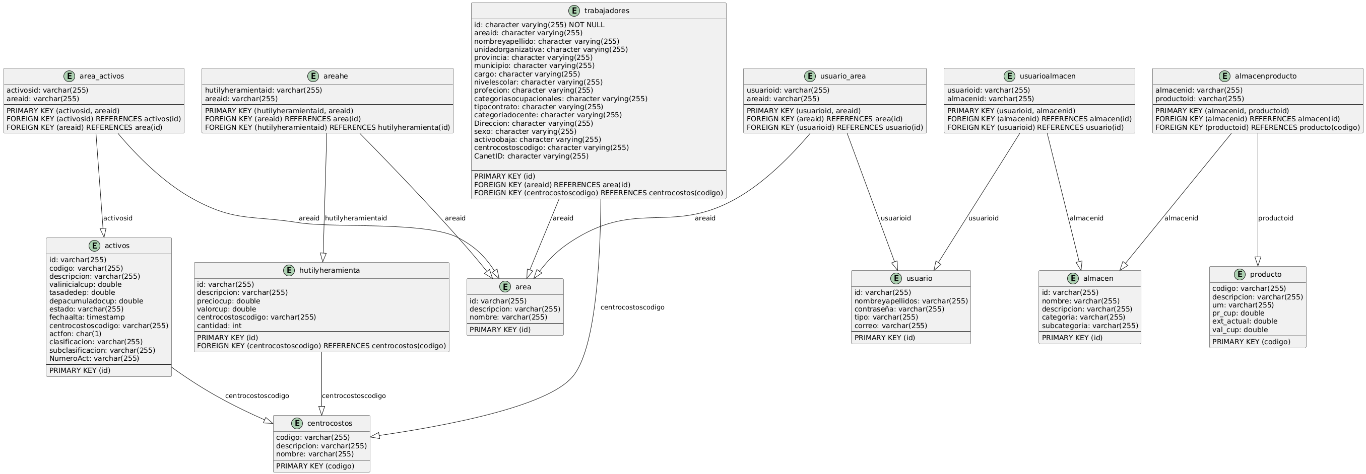 E trabajadores
id: character varying(255) NOT NULL
areaid: character varying(255)
nombreyapellido: character varying(255)
unidadorganizativa: character varying(255)
provincia: character varying(255)
municipio: character varying(255)
cargo: character varying(255)
nivelescolar: character varying(255)
profecion: character varying(255)
categoriasocupacionales: character varying(255)
tipocontrato: character varying(255)
categoriadocente: character varying(255)
Direccion: character varying(255)
sexo: character varying(255)
activoobaja: character varying(255)
centrocostoscodigo: character varying(255)
CanetID: character varying(255)
PRIMARY KEY (id)
FOREIGN KEY (areaid) REFERENCES area(id)
FOREIGN KEY (centrocostoscodigo) REFERENCES centrocostos(codigo)
E area_activos
activosid: varchar(255)
areaid: varchar(255)
PRIMARY KEY (activosid, areaid)
FOREIGN KEY (activosid) REFERENCES activos(id)
FOREIGN KEY (areaid) REFERENCES area(id)
E areahe
hutilyheramientaid: varchar(255)
areaid: varchar(255)
PRIMARY KEY (hutilyheramientaid, areaid)
FOREIGN KEY (areaid) REFERENCES area(id)
FOREIGN KEY (hutilyheramientaid) REFERENCES hutilyheramienta(id)
E usuario_area
usuarioid: varchar(255)
areaid: varchar(255)
PRIMARY KEY (usuarioid, areaid)
FOREIGN KEY (areaid) REFERENCES area(id)
FOREIGN KEY (usuarioid) REFERENCES usuario(id)
E usuarioalmacen
usuarioid: varchar(255)
almacenid: varchar(255)
PRIMARY KEY (usuarioid, almacenid)
FOREIGN KEY (almacenid) REFERENCES almacen(id)
FOREIGN KEY (usuarioid) REFERENCES usuario(id)
E almacenproducto
almacenid: varchar(255)
productoid: varchar(255)
PRIMARY KEY (almacenid, productoid)
FOREIGN KEY (almacenid) REFERENCES almacen(id)
FOREIGN KEY (productoid) REFERENCES producto(codigo)
activosid
areaid
hutilyheramientaid
areaid
areaid
areaid
usuarioid
usuarioid
almacenid
almacenid
productoid
E activos
id: varchar(255)
codigo: varchar(255)
descripcion: varchar(255)
valinicialcup: double
tasadedep: double
depacumuladocup: double
estado: varchar(255)
fechaalta: timestamp
centrocostoscodigo: varchar(255)
actfon: char(1)
clasificacion: varchar(255)
subclasificacion: varchar(255)
NumeroAct: varchar(255)
PRIMARY KEY (id)
E hutilyheramienta
id: varchar(255)
descripcion: varchar(255)
preciocup: double
valorcup: double
centrocostoscodigo: varchar(255)
cantidad: int
PRIMARY KEY (id)
FOREIGN KEY (centrocostoscodigo) REFERENCES centrocostos(codigo)
E area
id: varchar(255)
descripcion: varchar(255)
nombre: varchar(255)
PRIMARY KEY (id)
centrocostoscodigo
E usuario
id: varchar(255)
nombreyapellidos: varchar(255)
contraseña: varchar(255)
tipo: varchar(255)
correo: varchar(255)
PRIMARY KEY (id)
E almacen
id: varchar(255)
nombre: varchar(255)
descripcion: varchar(255)
categoria: varchar(255)
subcategoria: varchar(255)
PRIMARY KEY (id)
E producto
codigo: varchar(255)
descripcion: varchar(255)
um: varchar(255)
pr_cup: double
ext_actual: double
val_cup: double
PRIMARY KEY (codigo)
centrocostoscodigo
centrocostoscodigo
E centrocostos
codigo: varchar(255)
descripcion: varchar(255)
nombre: varchar(255)
PRIMARY KEY (codigo)